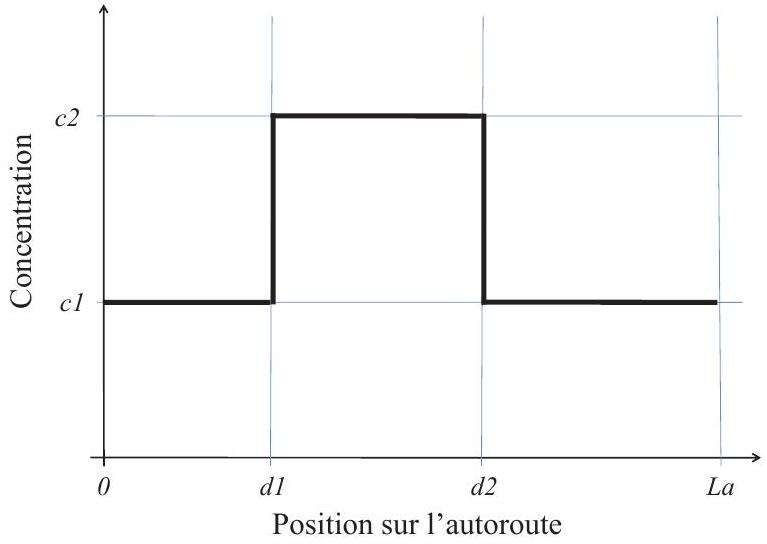 Concentration
c2
c1
0 d1 d2 La
Position sur l’autoroute